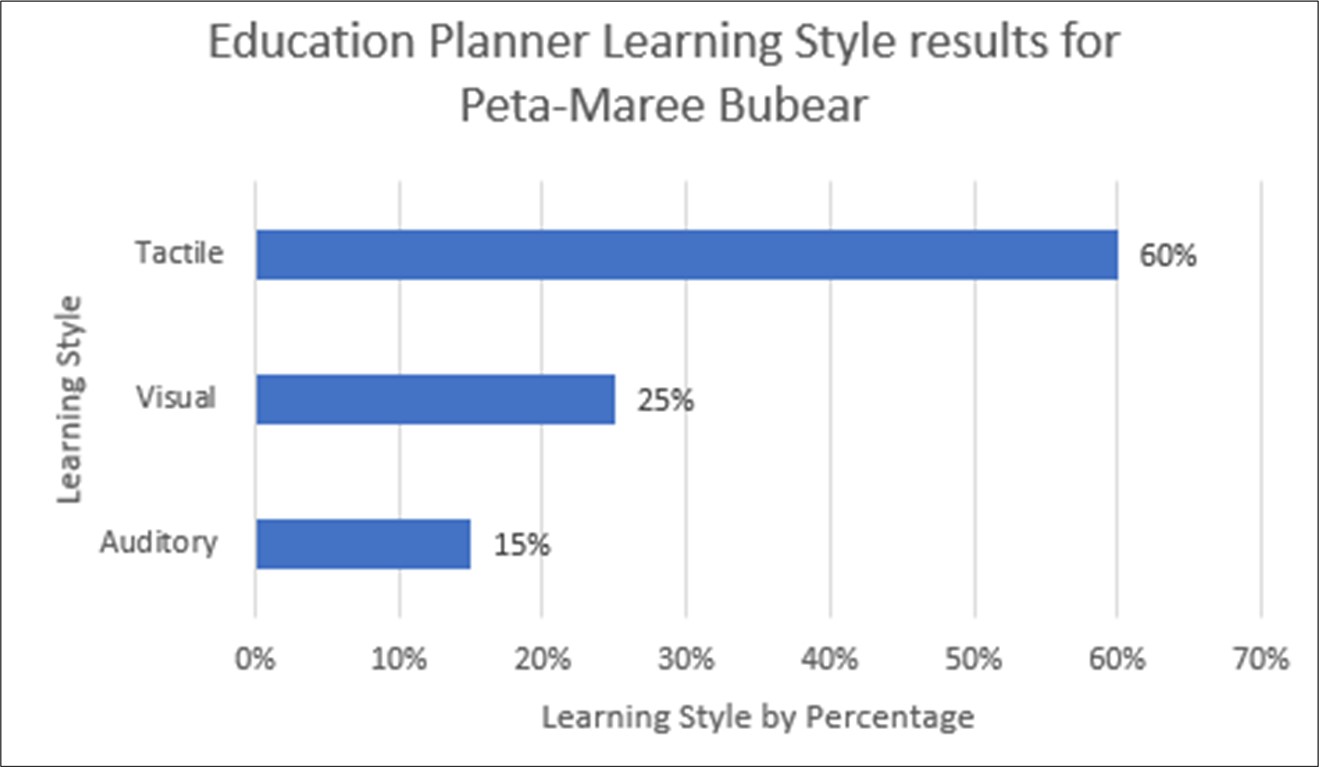 Education Planner Learning Style results for
Peta-Maree Bubear
Learning Style
Tactile
60%
Visual
25%
Auditory
15%
0% 10% 20% 30% 40% 50% 60% 70%
Learning Style by Percentage